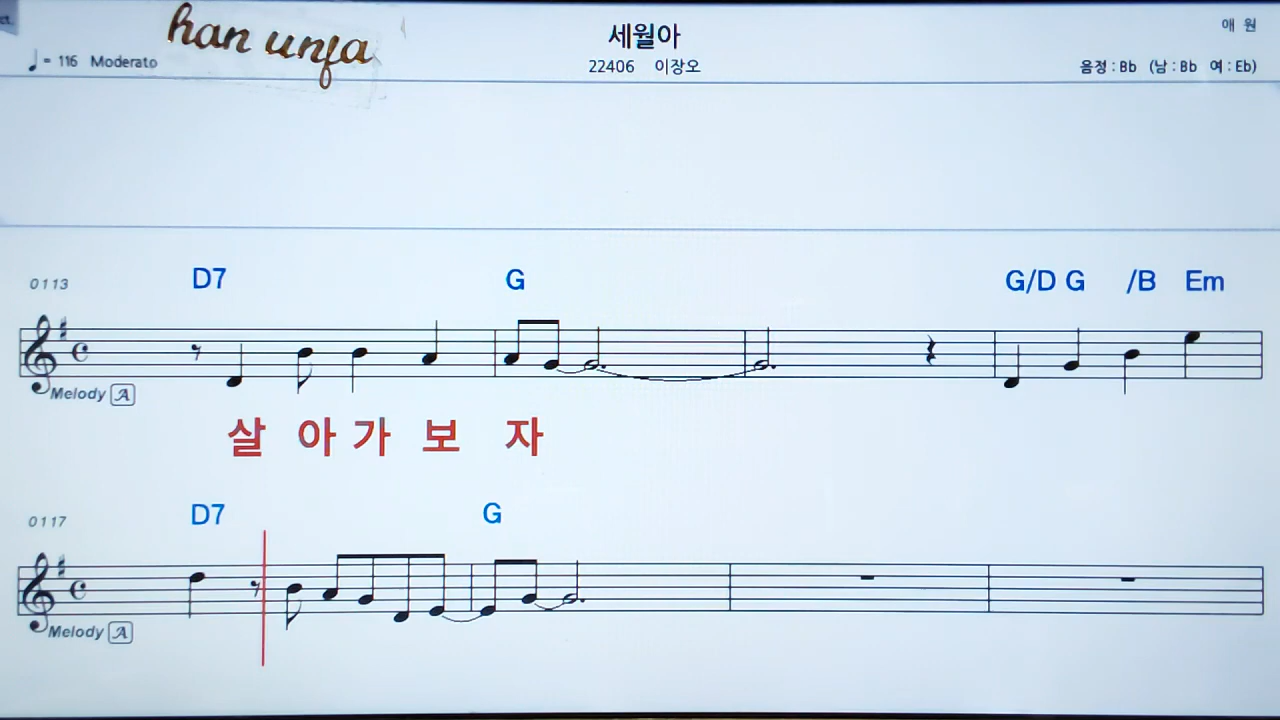 han unja
세월아
애 원
♩= 116 Moderato
22406 이장오
음정 : Bb (남 : Bb 여 : Eb)
0113 D7 G G/D G /B Em
Melody A
살 아 가 보 자
0117 D7 G
Melody A